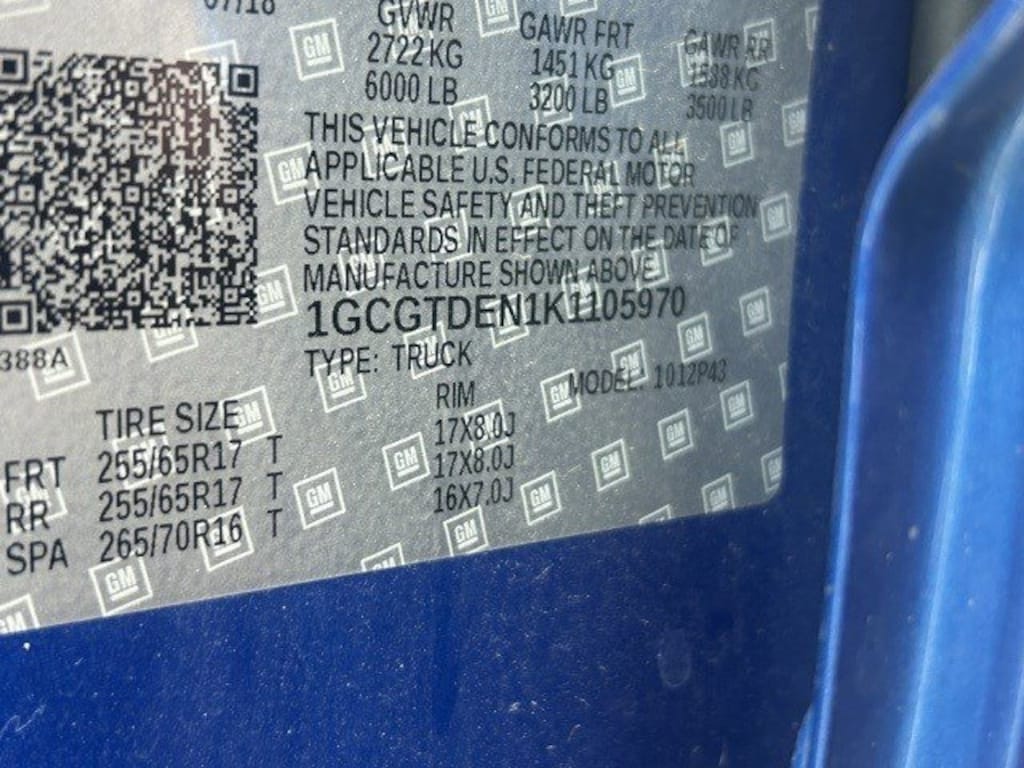 07/18
GVWR GAWR FRT GAWR RR
2722 KG 1451 KG 1588 KG
6000 LB 3200 LB 3500 LB
THIS VEHICLE CONFORMS TO ALL
APPLICABLE U.S. FEDERAL MOTOR
VEHICLE SAFETY AND THEFT PREVENTION
STANDARDS IN EFFECT ON THE DATE OF
MANUFACTURE SHOWN ABOVE
1GCGTDEN1K1105970
388A
TYPE: TRUCK
MODEL: 1012P43
TIRE SIZE RIM
FRT 255/65R17 T 17X8.0J
RR 255/65R17 T 17X8.0J
SPA 265/70R16 T 16X7.0J
GM